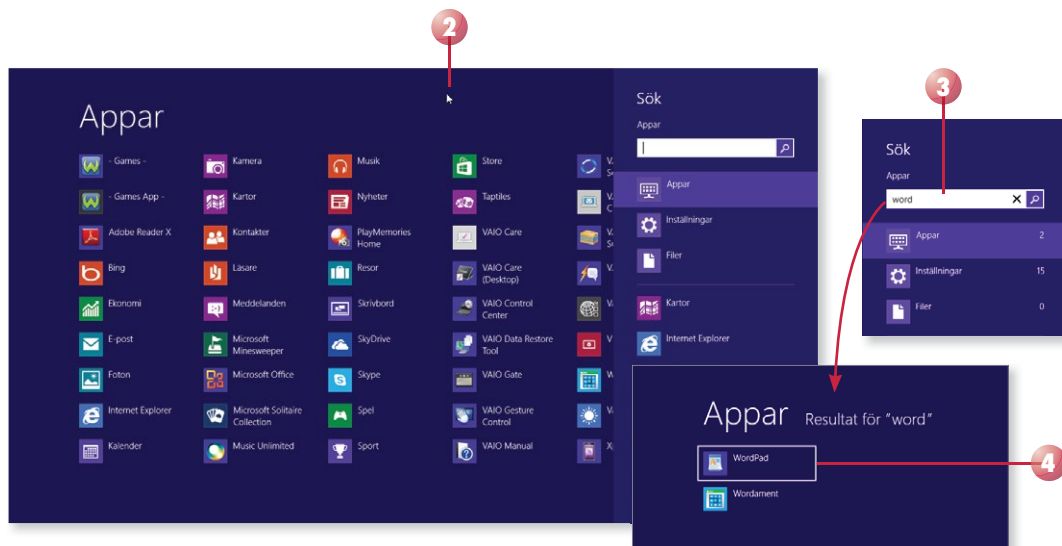 2
Appar
- Games -
- Games App -
Adobe Reader X
Bing
Ekonomi
E-post
Foton
Internet Explorer
Kalender
Kamera
Kartor
Kontakter
Läsare
Meddelanden
Microsoft
Minesweeper
Microsoft Office
Microsoft Solitaire
Collection
Music Unlimited
Musik
Nyheter
PlayMemories
Home
Resor
Skrivbord
SkyDrive
Skype
Spel
Sport
Store
Taptiles
VAIO Care
VAIO Care
(Desktop)
VAIO Control
Center
VAIO Data Restore
Tool
VAIO Gate
VAIO Gesture
Control
VAIO Manual
Sök
Appar
Appar
Inställningar
Filer
Kartor
Internet Explorer
3
Sök
Appar
word
Appar 2
Inställningar 15
Filer 0
Appar Resultat för "word"
WordPad
Wordament
4